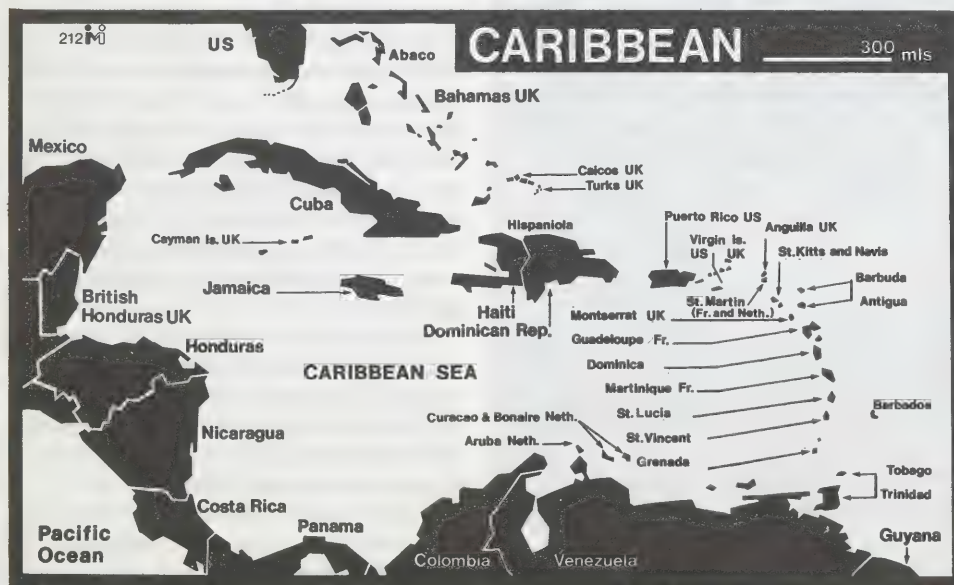 212
CARIBBEAN
300 mls
US
Abaco
Bahamas UK
Mexico
Caicos UK
Turks UK
Cuba
Hispaniola
Puerto Rico US
Anguilla UK
Virgin Is.
US UK
St.Kitts and Nevis
Cayman Is. UK
Barbuda
Jamaica
British
Honduras UK
Haiti
Dominican Rep.
St.Martin
(Fr. and Neth.)
Antigua
Montserrat UK
Guadeloupe Fr.
Honduras
CARIBBEAN SEA
Dominica
Martinique Fr.
Barbados
Curacao & Bonaire Neth.
St.Lucia
Nicaragua
Aruba Neth.
St.Vincent
Grenada
Tobago
Trinidad
Costa Rica
Panama
Pacific
Ocean
Guyana
Colombia
Venezuela